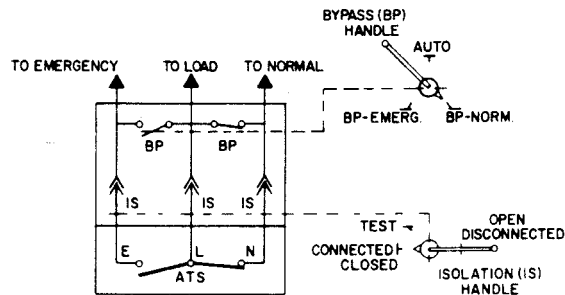 BYPASS (BP)
HANDLE
AUTO
TO EMERGENCY
TO LOAD
TO NORMAL
BP-EMERG.
BP-NORM.
BP
BP
IS
IS
IS
TEST
OPEN
DISCONNECTED
E
L
N
CONNECTED
CLOSED
ATS
ISOLATION (IS)
HANDLE